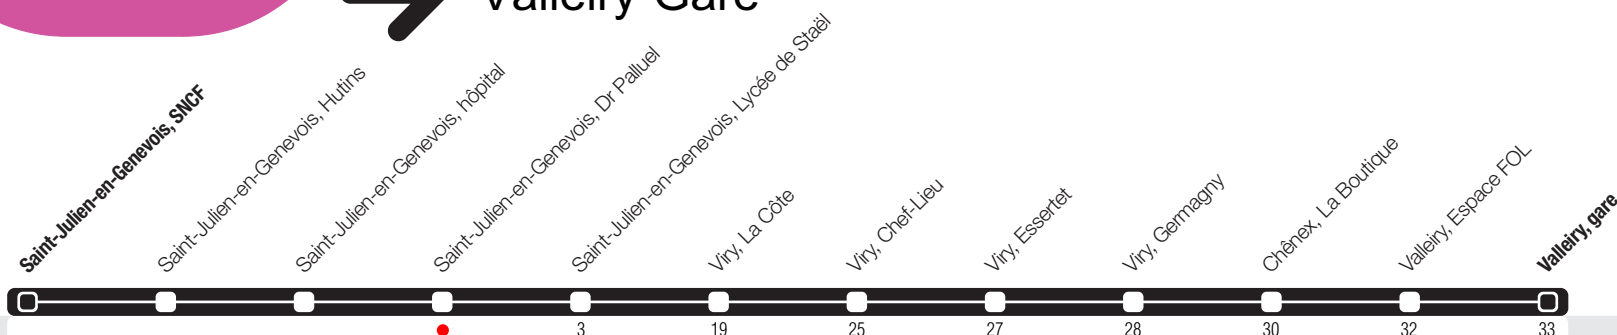 Valleiry Gare
Saint-Julien-en-Genevois, SNCF
Saint-Julien-en-Genevois, Hutins
Saint-Julien-en-Genevois, hôpital
Saint-Julien-en-Genevois, Dr Palluel
Saint-Julien-en-Genevois, Lycée de Staël
Viry, La Côte
Viry, Chef-Lieu
Viry, Essertet
Viry, Germagny
Chênex, La Boutique
Valleiry, Espace FOL
Valleiry, gare
3 19 25 27 28 30 32 33